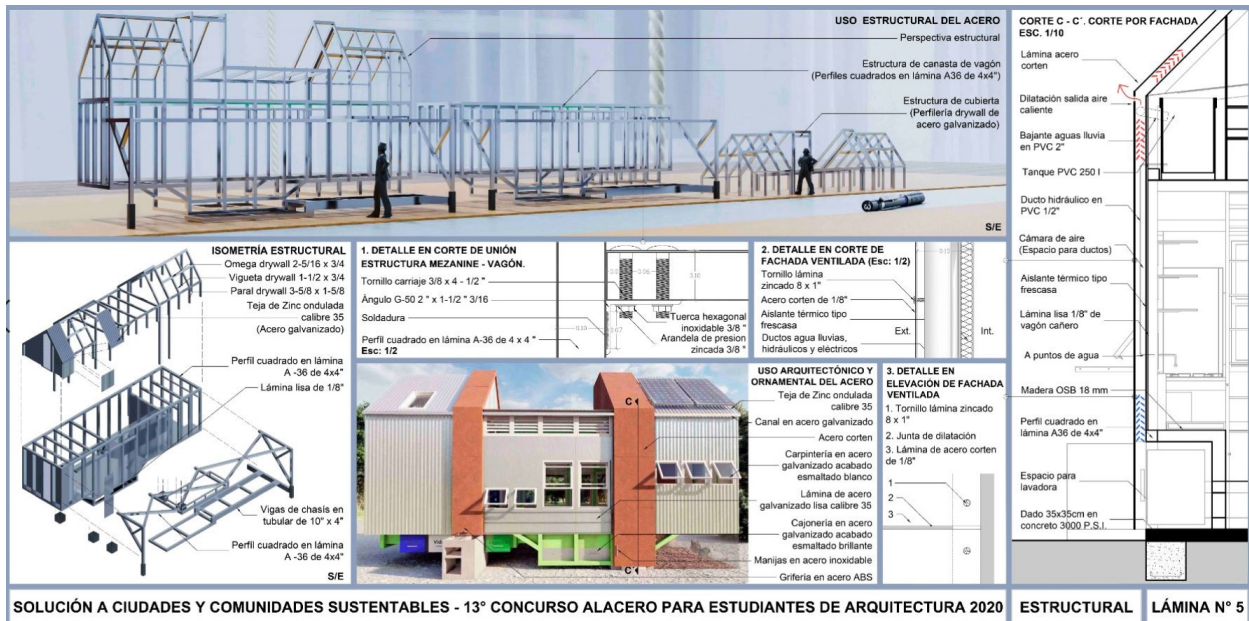 USO ESTRUCTURAL DEL ACERO
Perspectiva estructural
Estructura de canasta de vagón
(Perfiles cuadrados en lámina A36 de 4x4")
Estructura de cubierta
(Perfilería drywall de
acero galvanizado)
S/E
ISOMETRÍA ESTRUCTURAL
Omega drywall 2-5/16 x 3/4
Vigueta drywall 1-1/2 x 3/4
Paral drywall 3-5/8 x 1-5/8
Teja de Zinc ondulada
calibre 35
(Acero galvanizado)
Perfil cuadrado en lámina
A -36 de 4x4"
Lámina lisa de 1/8"
Vigas de chasis en
tubular de 10" x 4"
Perfil cuadrado en lámina
A -36 de 4x4"
S/E
1. DETALLE EN CORTE DE UNIÓN
ESTRUCTURA MEZANINE - VAGÓN.
Tornillo carriaje 3/8 x 4 - 1/2 "
Ángulo G-50 2 " x 1-1/2" 3/16
Soldadura
Perfil cuadrado en lámina A-36 de 4 x 4 "
Esc: 1/2
Tuerca hexagonal
inoxidable 3/8 "
Arandela de presion
zincada 3/8 "
2. DETALLE EN CORTE DE
FACHADA VENTILADA (Esc: 1/2)
Tornillo lámina
zincado 8 x 1"
Acero corten de 1/8"
Aislante térmico tipo
frescasa
Ductos agua lluvias,
hidráulicos y eléctricos
Ext.
Int.
USO ARQUITECTÓNICO Y
ORNAMENTAL DEL ACERO
Teja de Zinc ondulada
calibre 35
Canal en acero galvanizado
Acero corten
Carpintería en acero
galvanizado acabado
esmaltado blanco
Lámina de acero
galvanizado lisa calibre 35
Cajonería en acero
galvanizado acabado
esmaltado brillante
Manijas en acero inoxidable
Grifería en acero ABS
C
C´
3. DETALLE EN
ELEVACIÓN DE FACHADA
VENTILADA
1. Tornillo lámina zincado
8 x 1"
2. Junta de dilatación
3. Lámina de acero corten
de 1/8"
1
2
3
CORTE C - C´. CORTE POR FACHADA
ESC. 1/10
Lámina acero
corten
Dilatación salida aire
caliente
Bajante aguas lluvia
en PVC 2"
Tanque PVC 250 l
Ducto hidráulico en
PVC 1/2"
Cámara de aire
(Espacio para ductos)
Aislante térmico tipo
frescasa
Lámina lisa 1/8" de
vagón cañero
A puntos de agua
Madera OSB 18 mm
Perfil cuadrado en
lámina A36 de 4x4"
Espacio para
lavadora
Dado 35x35cm en
concreto 3000 P.S.I.
SOLUCIÓN A CIUDADES Y COMUNIDADES SUSTENTABLES - 13° CONCURSO ALACERO PARA ESTUDIANTES DE ARQUITECTURA 2020
ESTRUCTURAL
LÁMINA N° 5